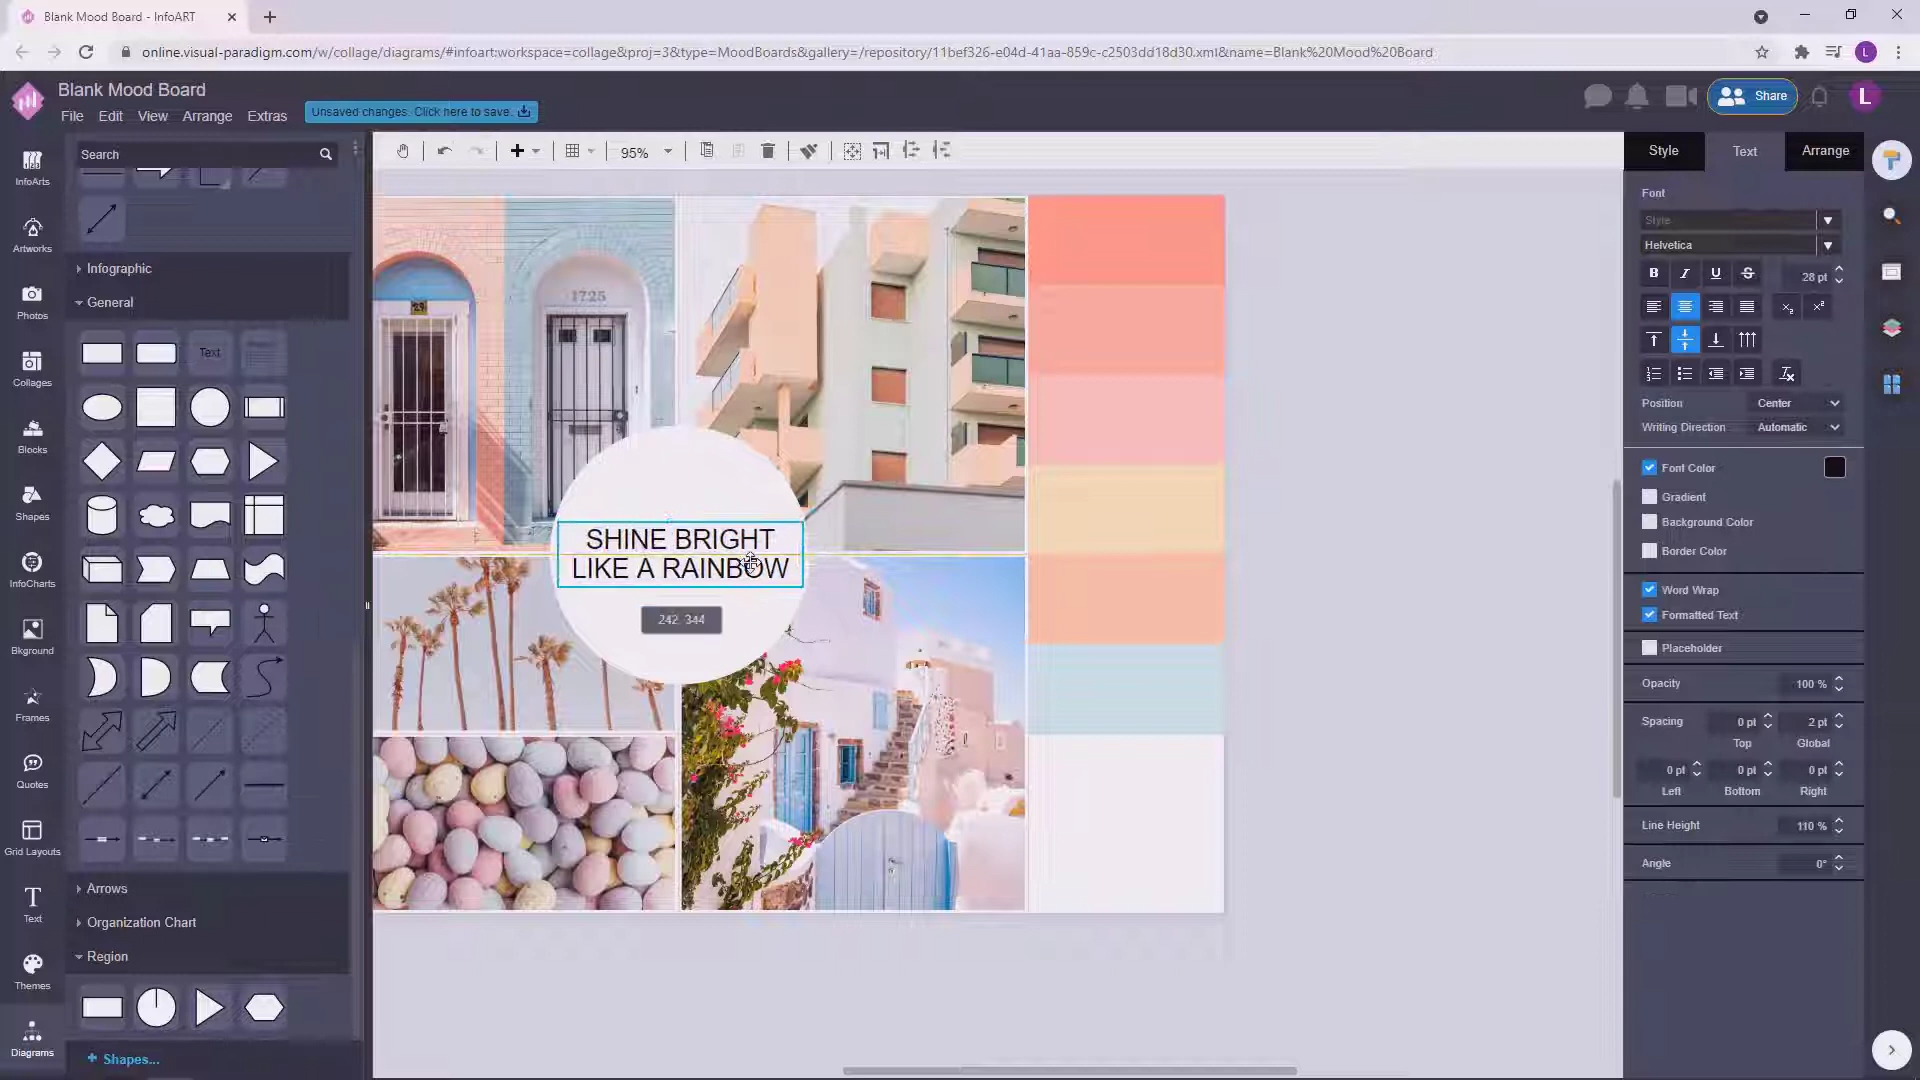 Blank Mood Board - InfoART
online.visual-paradigm.com/w/collage/diagrams/#infoart:workspace=collage&proj=3&type=MoodBoards&gallery=/repository/11bef326-e04d-41aa-859c-c2503dd18d30.xml&name=Blank%20Mood%20Board
L
Blank Mood Board
File Edit View Arrange Extras
Unsaved changes. Click here to save.
Share
L
InfoArts
Artworks
Photos
Collages
Blocks
Shapes
InfoCharts
Bkground
Frames
Quotes
Grid Layouts
Text
Themes
Diagrams
Search
Infographic
General
Text
Arrows
Organization Chart
Region
+ Shapes...
95%
1725
SHINE BRIGHT
LIKE A RAINBOW
242, 344
Style Text Arrange
Font
Style
Helvetica
B I U S 28 pt
Position Center
Writing Direction Automatic
Font Color
Gradient
Background Color
Border Color
Word Wrap
Formatted Text
Placeholder
Opacity 100 %
Spacing 0 pt 2 pt
Top Global
0 pt 0 pt 0 pt
Left Bottom Right
Line Height 110 %
Angle 0°